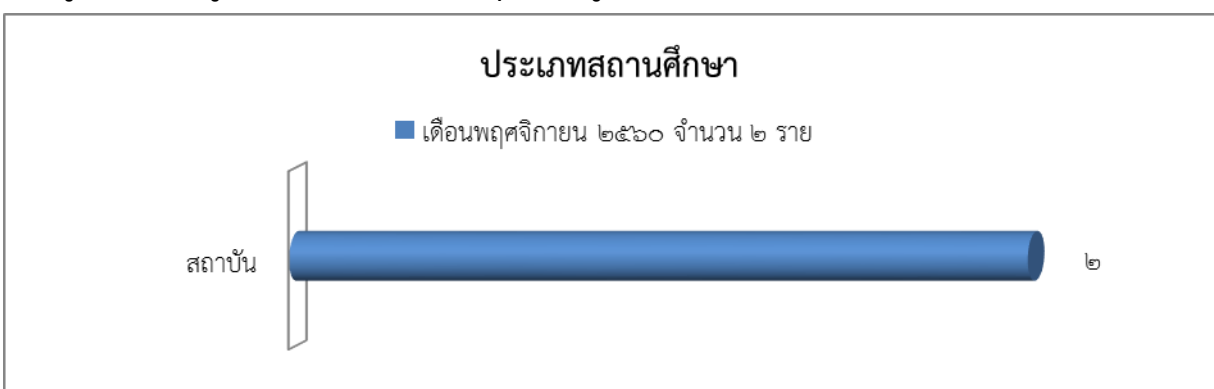 ประเภทสถานศึกษา
เดือนพฤศจิกายน ๒๕๖๐ จำนวน ๒ ราย
สถาบัน ๒